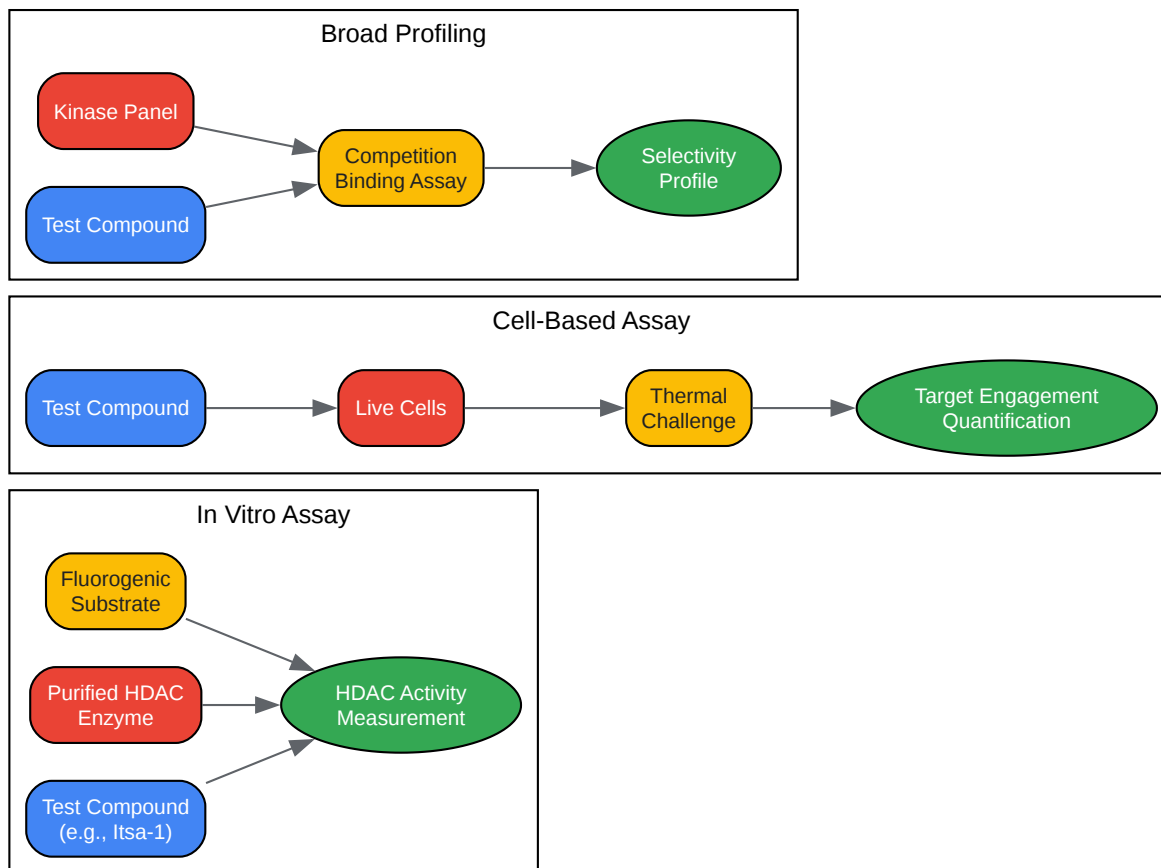 Broad Profiling
Kinase Panel
Test Compound
Competition
Binding Assay
Selectivity
Profile
Cell-Based Assay
Test Compound
Live Cells
Thermal
Challenge
Target Engagement
Quantification
In Vitro Assay
Fluorogenic
Substrate
Purified HDAC
Enzyme
Test Compound
(e.g., Itsa-1)
HDAC Activity
Measurement